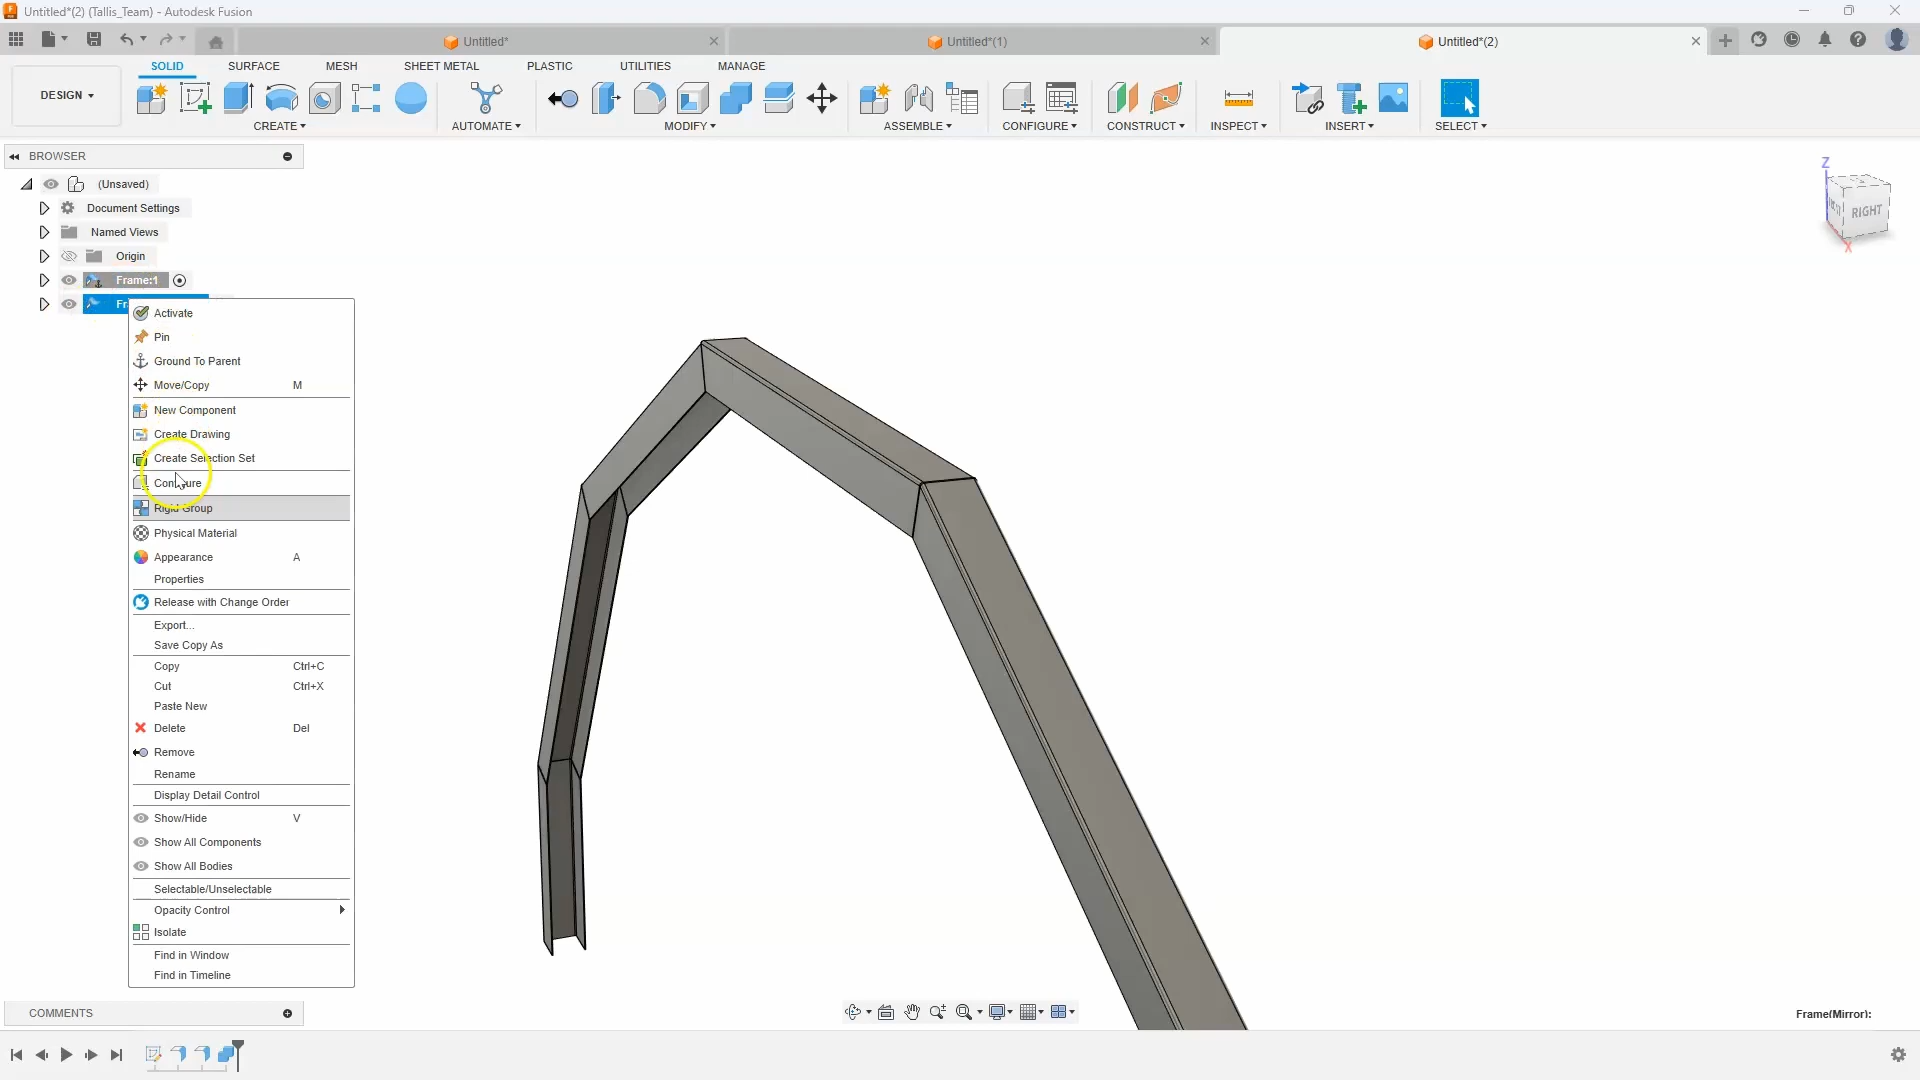 Untitled*(2) (Tallis_Team) - Autodesk Fusion
Untitled*
Untitled*(1)
Untitled*(2)
SOLID SURFACE MESH SHEET METAL PLASTIC UTILITIES MANAGE
DESIGN
CREATE AUTOMATE MODIFY ASSEMBLE CONFIGURE CONSTRUCT INSPECT INSERT SELECT
BROWSER
(Unsaved)
Document Settings
Named Views
Origin
Frame:1
Fr
Activate
Pin
Ground To Parent
Move/Copy M
New Component
Create Drawing
Create Selection Set
Configure
Rigid Group
Physical Material
Appearance A
Properties
Release with Change Order
Export...
Save Copy As
Copy Ctrl+C
Cut Ctrl+X
Paste New
Delete Del
Remove
Rename
Display Detail Control
Show/Hide V
Show All Components
Show All Bodies
Selectable/Unselectable
Opacity Control
Isolate
Find in Window
Find in Timeline
Z
RIGHT
X
COMMENTS
Frame(Mirror):